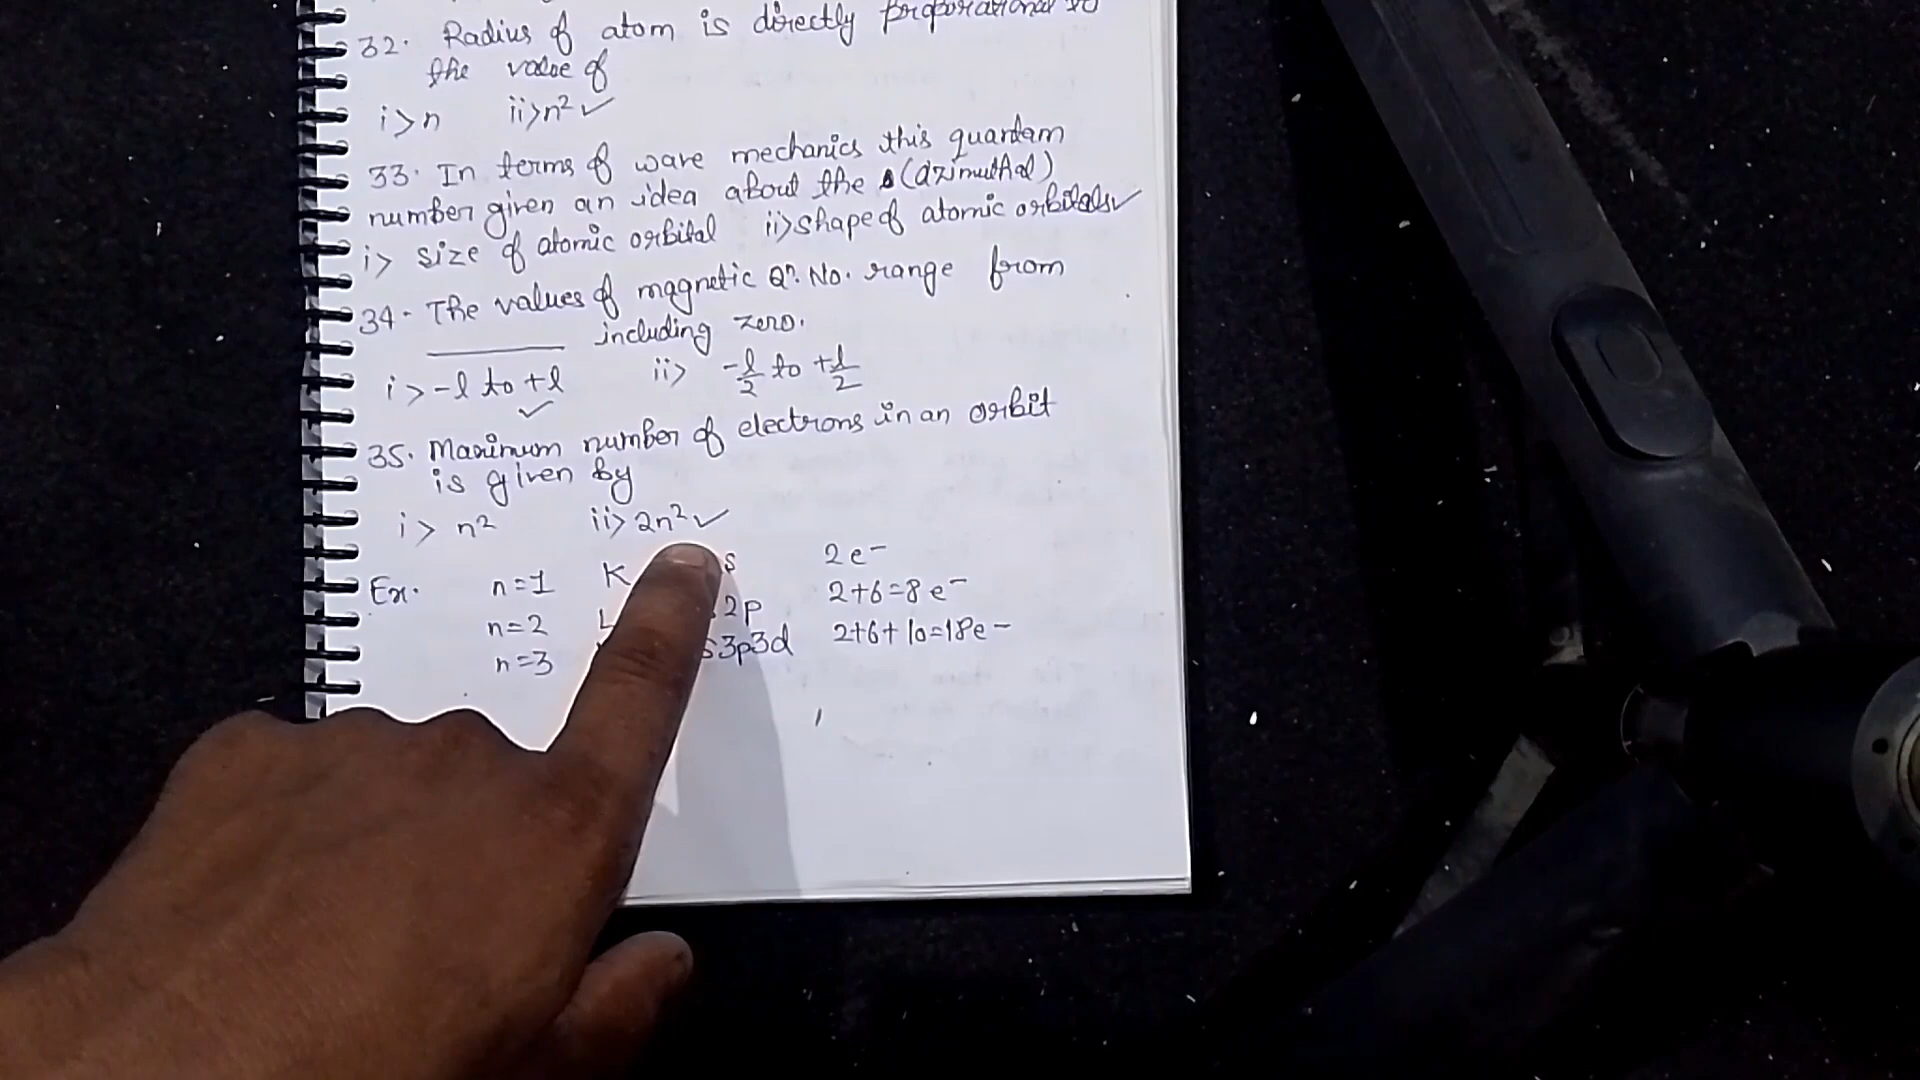 32. Radius of atom is directly proporational to
the value of
i> n ii> n² ✓
33. In terms of wave mechanics this quantam
number given an idea about the (azimuthal)
i> size of atomic orbital ii> shape of atomic orbitals ✓
34. The values of magnetic Qn. No. range from
________ including zero.
i> -l to +l ✓ ii> -l/2 to +l/2
35. Maximum number of electrons in an orbit
is given by
i> n² ii> 2n² ✓
Ex. n=1 K s 2e-
n=2 L 2p 2+6=8e-
n=3 s3p3d 2+6+10=18e-